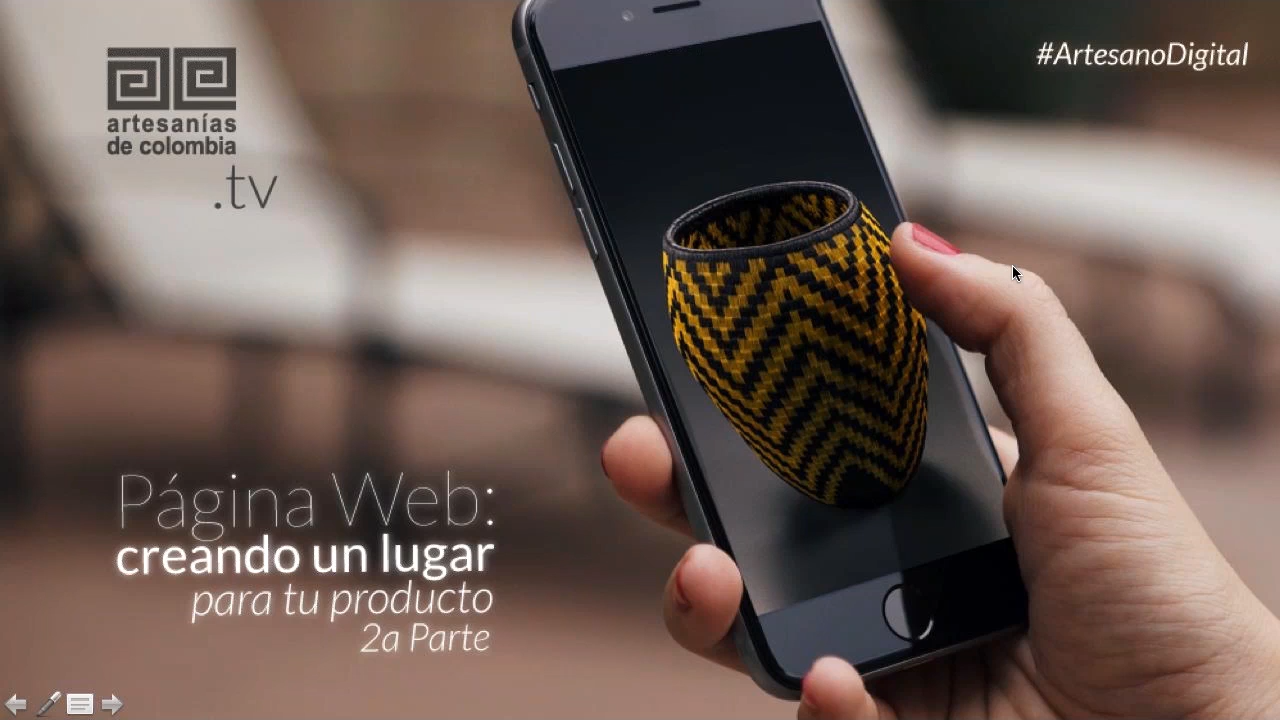 artesanías
de colombia
.tv
#ArtesanoDigital
Página Web:
creando un lugar
para tu producto
2a Parte